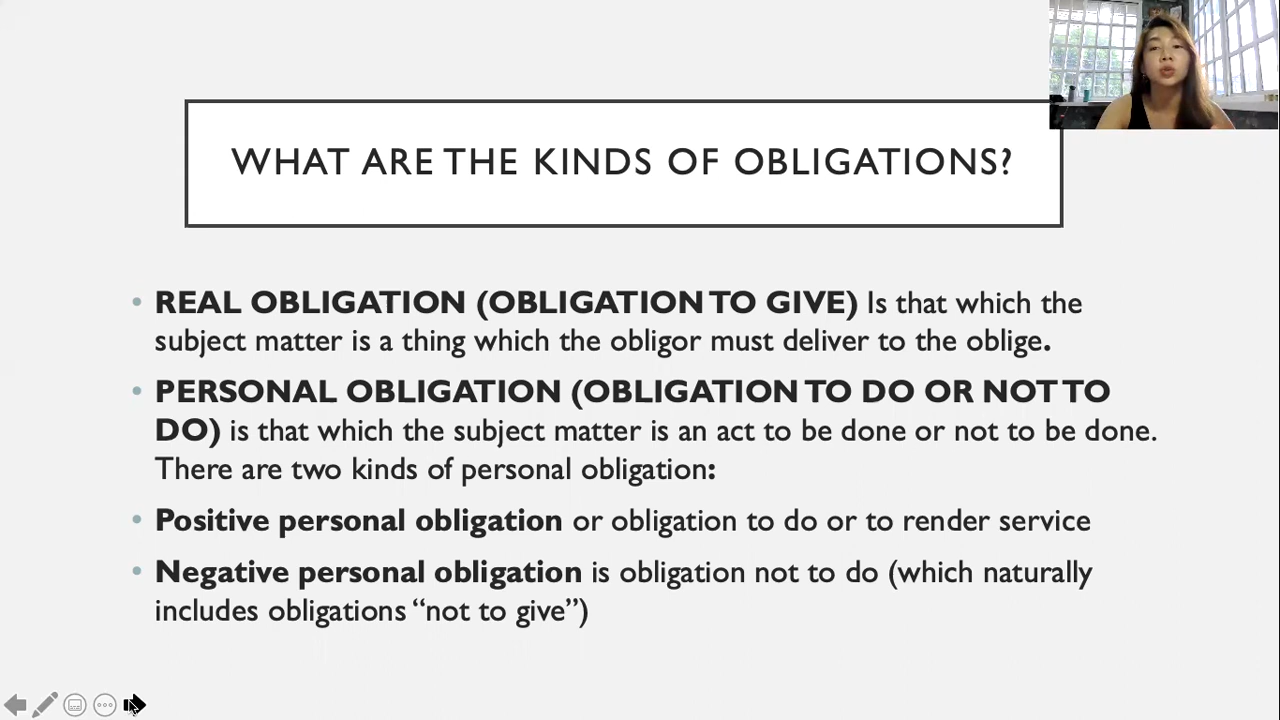 WHAT ARE THE KINDS OF OBLIGATIONS?
• REAL OBLIGATION (OBLIGATION TO GIVE) Is that which the
subject matter is a thing which the obligor must deliver to the oblige.
• PERSONAL OBLIGATION (OBLIGATION TO DO OR NOT TO
DO) is that which the subject matter is an act to be done or not to be done.
There are two kinds of personal obligation:
• Positive personal obligation or obligation to do or to render service
• Negative personal obligation is obligation not to do (which naturally
includes obligations “not to give”)